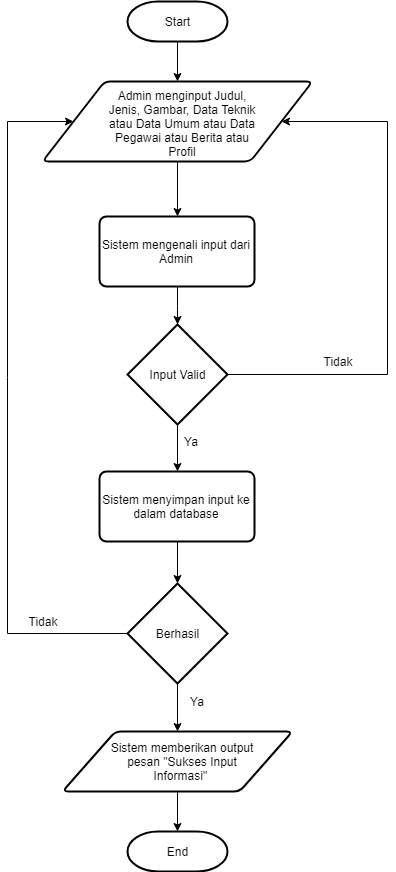 Start
Admin menginput Judul,
Jenis, Gambar, Data Teknik
atau Data Umum atau Data
Pegawai atau Berita atau
Profil
Sistem mengenali input dari
Admin
Input Valid
Tidak
Ya
Sistem menyimpan input ke
dalam database
Berhasil
Tidak
Ya
Sistem memberikan output
pesan "Sukses Input
Informasi"
End